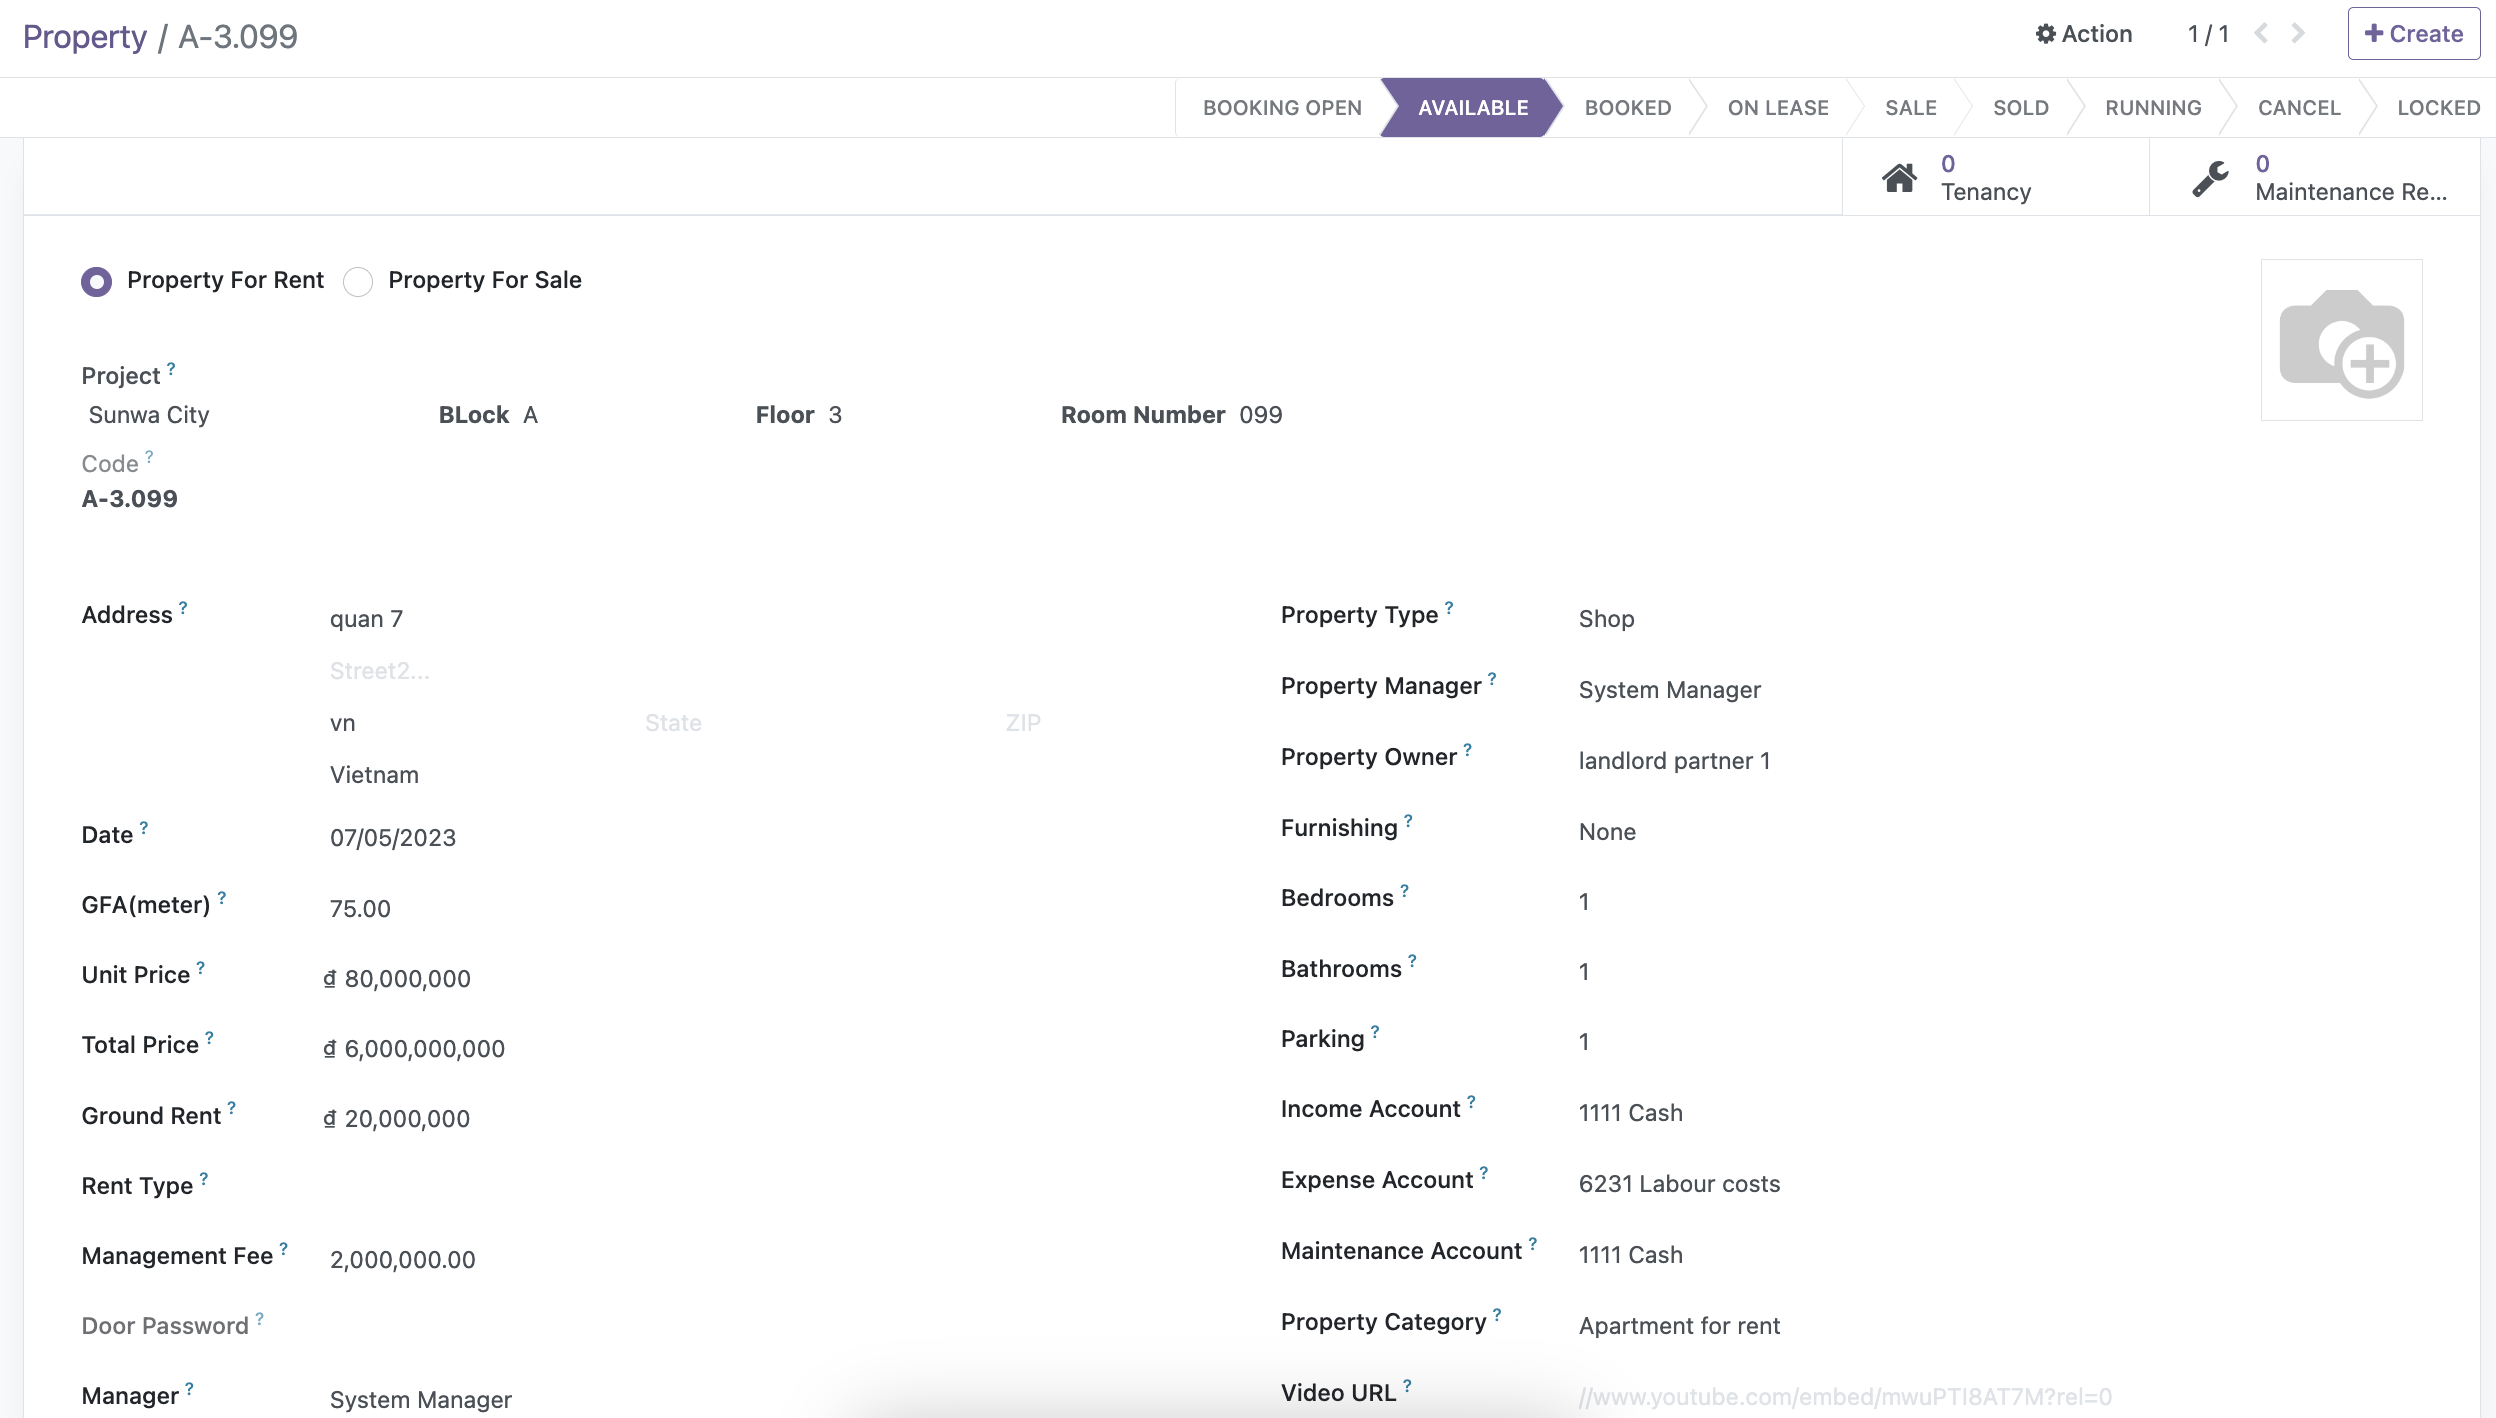 Property / A-3.099
Action 1 / 1 Create
BOOKING OPEN AVAILABLE BOOKED ON LEASE SALE SOLD RUNNING CANCEL LOCKED
0 Tenancy
0 Maintenance Re...
Property For Rent Property For Sale
Project ?
Sunwa City BLock A Floor 3 Room Number 099
Code ?
A-3.099
Address ? quan 7
Street2...
vn State ZIP
Vietnam
Date ? 07/05/2023
GFA(meter) ? 75.00
Unit Price ? ₫ 80,000,000
Total Price ? ₫ 6,000,000,000
Ground Rent ? ₫ 20,000,000
Rent Type ?
Management Fee ? 2,000,000.00
Door Password ?
Manager ? System Manager
Property Type ? Shop
Property Manager ? System Manager
Property Owner ? landlord partner 1
Furnishing ? None
Bedrooms ? 1
Bathrooms ? 1
Parking ? 1
Income Account ? 1111 Cash
Expense Account ? 6231 Labour costs
Maintenance Account ? 1111 Cash
Property Category ? Apartment for rent
Video URL ? //www.youtube.com/embed/mwuPTI8AT7M?rel=0